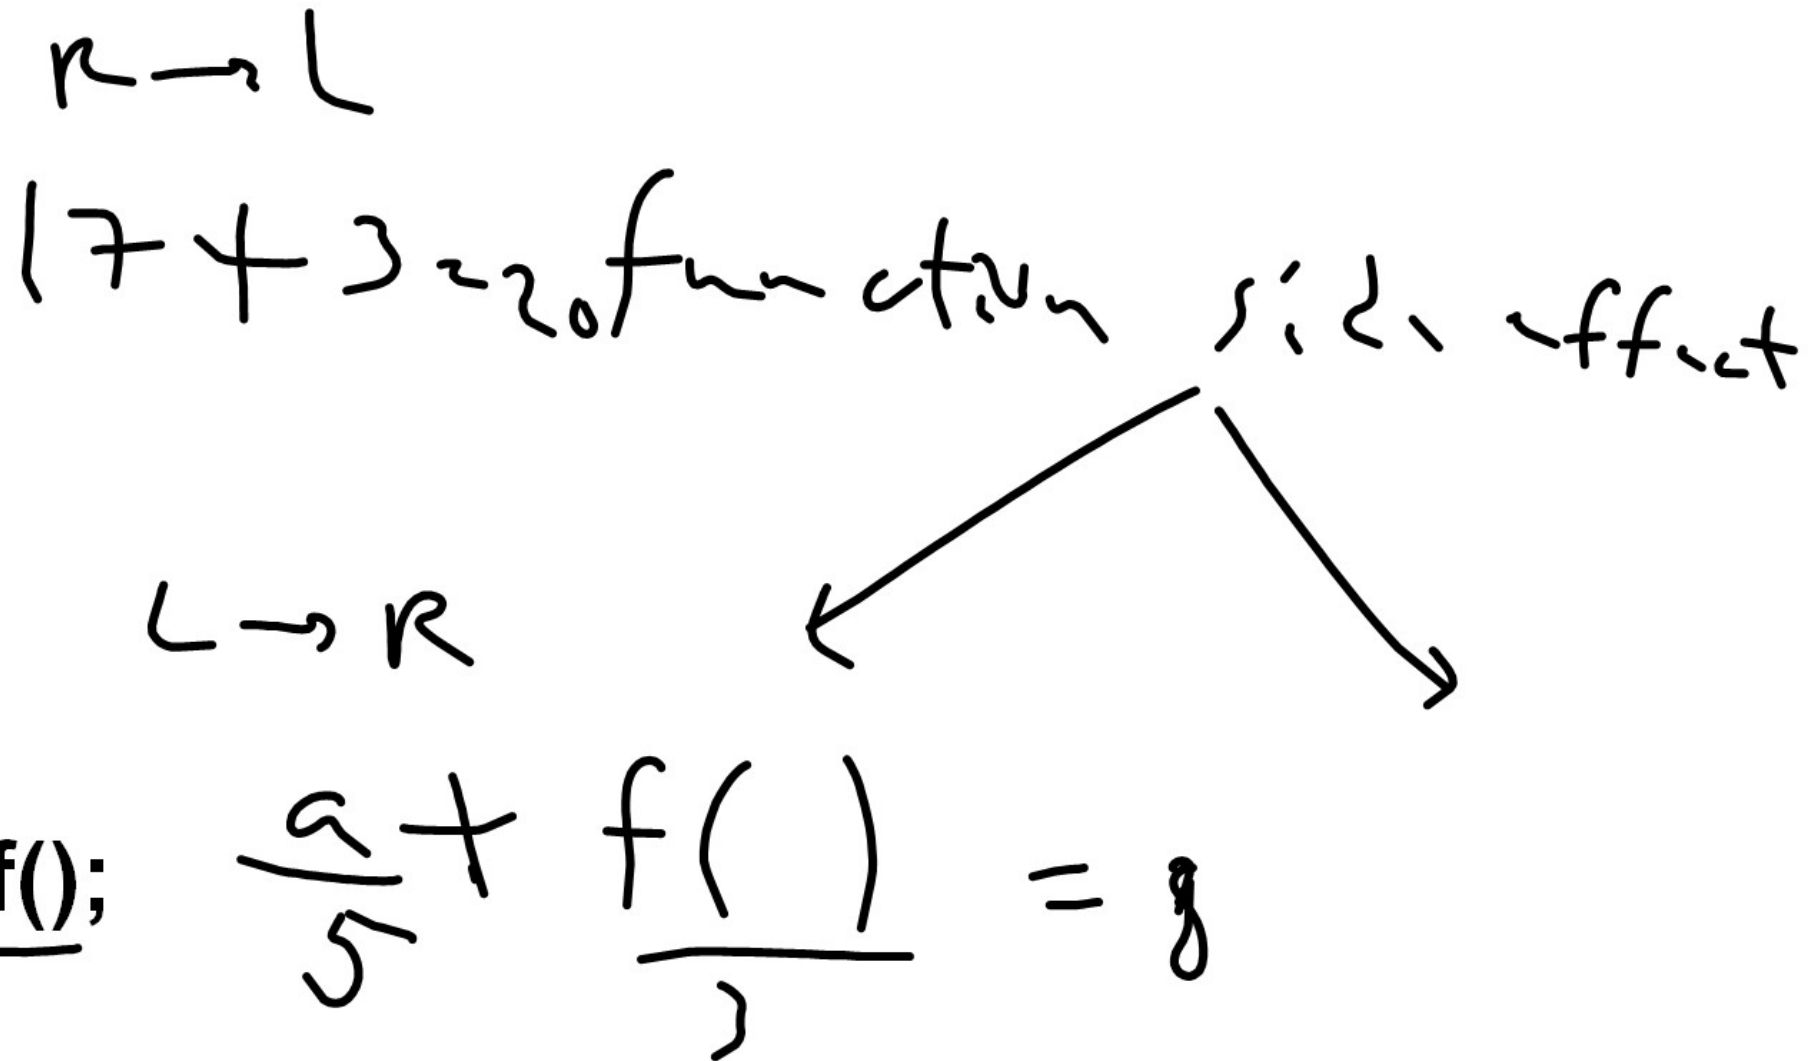 R → L
17 + 3 = 20 function side effect
L → R
f(); a + f( ) = 8
5 3